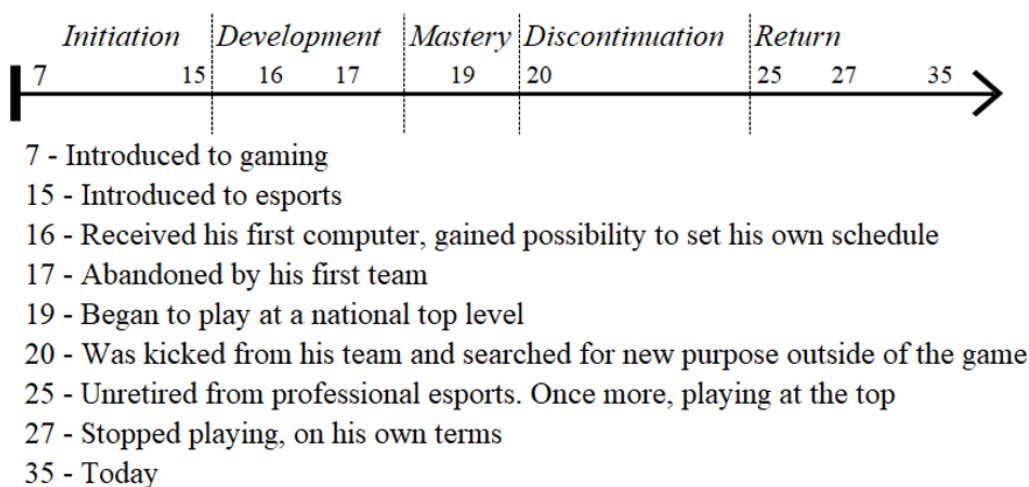 Initiation Development Mastery Discontinuation Return
7 15 16 17 19 20 25 27 35
7 - Introduced to gaming
15 - Introduced to esports
16 - Received his first computer, gained possibility to set his own schedule
17 - Abandoned by his first team
19 - Began to play at a national top level
20 - Was kicked from his team and searched for new purpose outside of the game
25 - Unretired from professional esports. Once more, playing at the top
27 - Stopped playing, on his own terms
35 - Today